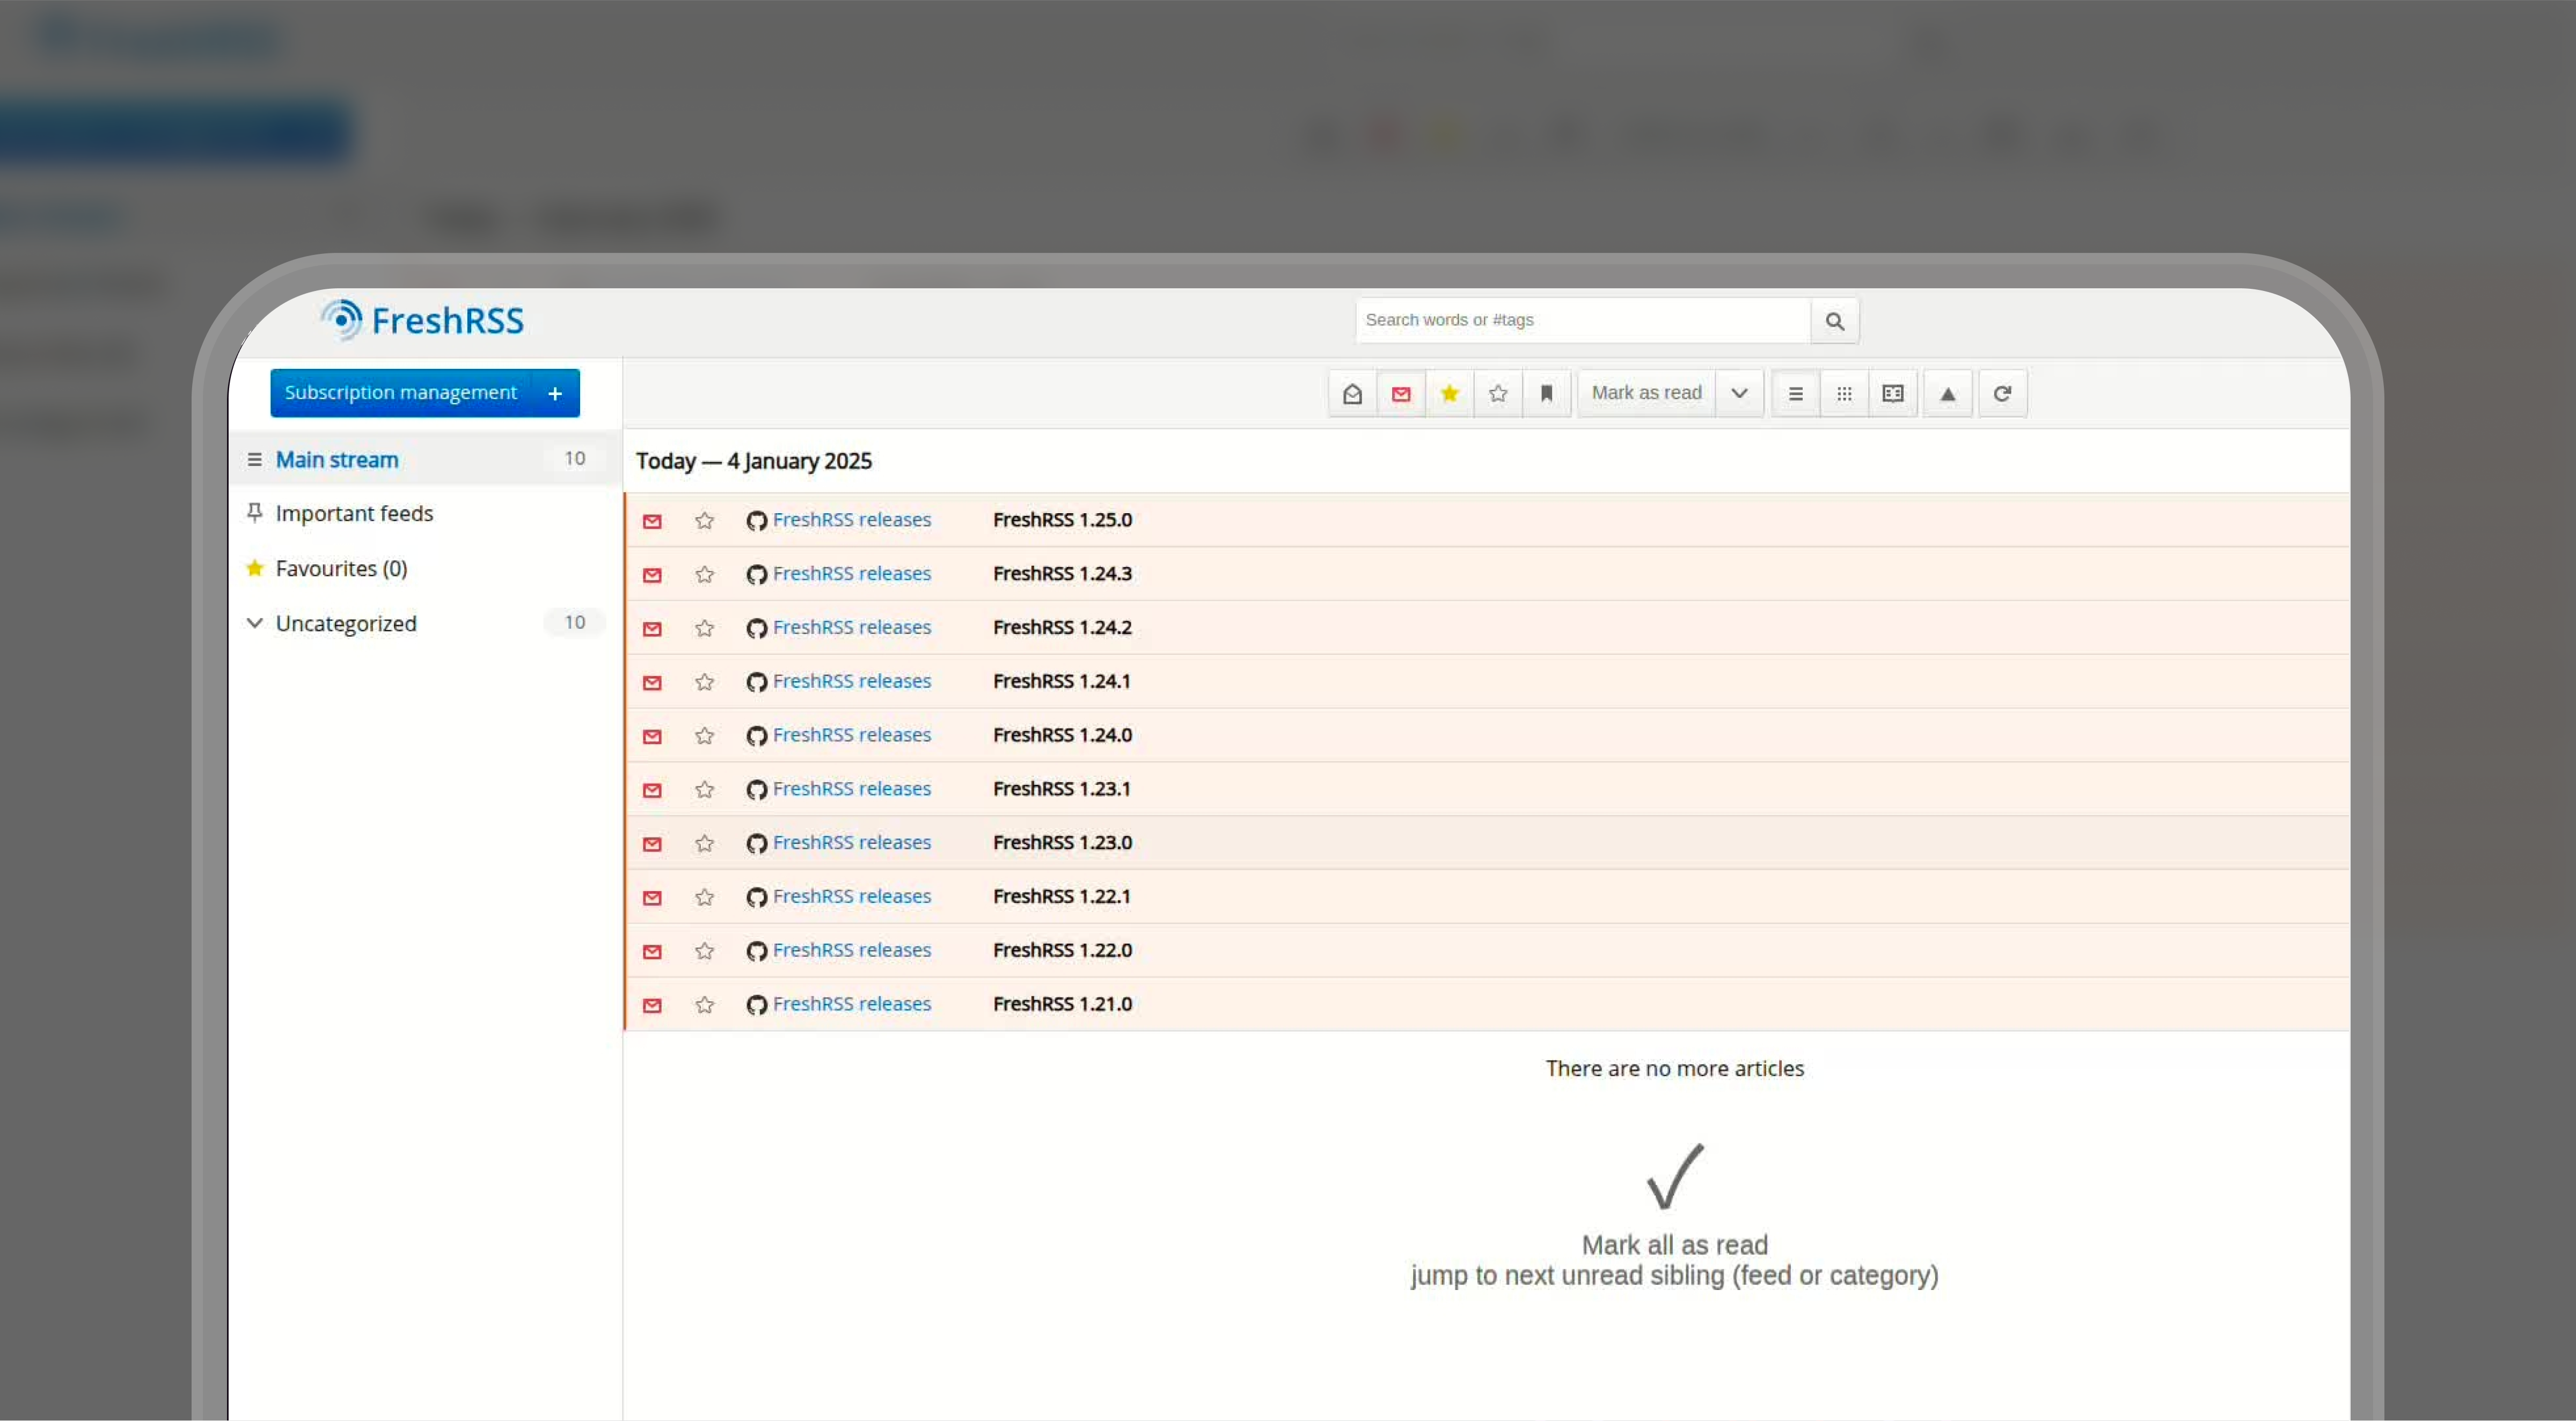 FreshRSS
Search words or #tags
Subscription management +
Mark as read
Main stream 10
Important feeds
Favourites (0)
Uncategorized 10
Today — 4 January 2025
FreshRSS releases FreshRSS 1.25.0
FreshRSS releases FreshRSS 1.24.3
FreshRSS releases FreshRSS 1.24.2
FreshRSS releases FreshRSS 1.24.1
FreshRSS releases FreshRSS 1.24.0
FreshRSS releases FreshRSS 1.23.1
FreshRSS releases FreshRSS 1.23.0
FreshRSS releases FreshRSS 1.22.1
FreshRSS releases FreshRSS 1.22.0
FreshRSS releases FreshRSS 1.21.0
There are no more articles
Mark all as read
jump to next unread sibling (feed or category)